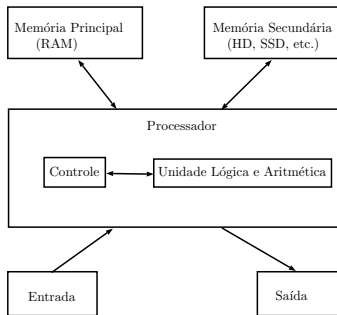 Memória Principal
(RAM)
Memória Secundária
(HD, SSD, etc.)
Processador
Controle
Unidade Lógica e Aritmética
Entrada
Saída